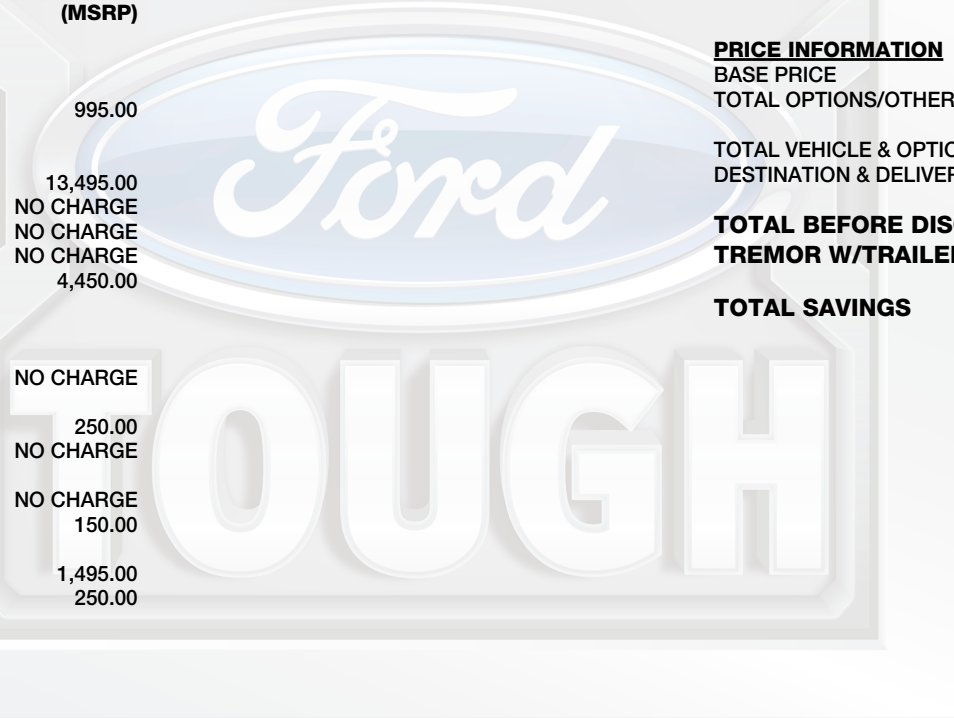 (MSRP)
995.00
13,495.00
NO CHARGE
NO CHARGE
NO CHARGE
4,450.00
NO CHARGE
250.00
NO CHARGE
NO CHARGE
150.00
1,495.00
250.00
PRICE INFORMATION
BASE PRICE
TOTAL OPTIONS/OTHER
TOTAL VEHICLE & OPTIO
DESTINATION & DELIVER
TOTAL BEFORE DIS
TREMOR W/TRAILE
TOTAL SAVINGS
Ford
TOUGH